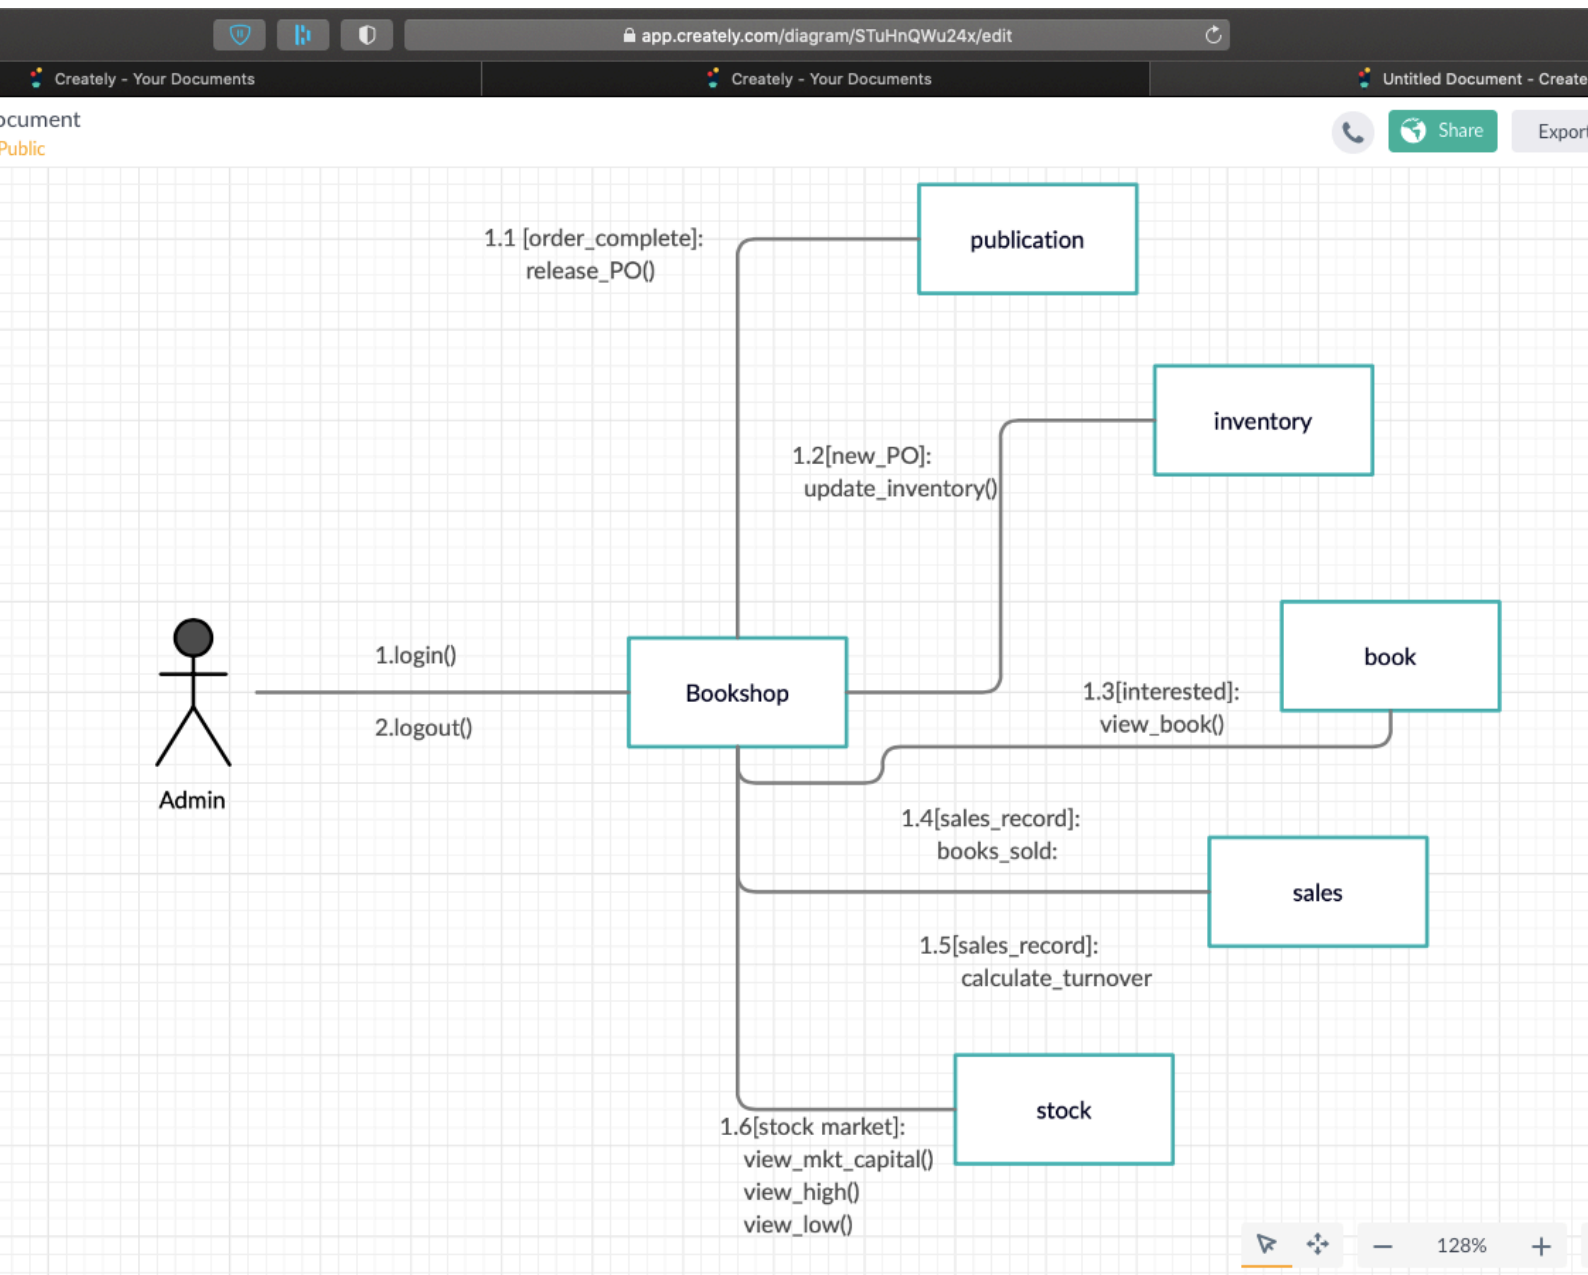 app.creately.com/diagram/STuHnQWu24x/edit
Creately - Your Documents
Creately - Your Documents
Untitled Document - Create
ocument
Public
Share
Export
publication
1.1 [order_complete]:
release_PO()
inventory
1.2[new_PO]:
update_inventory()
book
1.login()
Bookshop
1.3[interested]:
view_book()
2.logout()
Admin
1.4[sales_record]:
books_sold:
sales
1.5[sales_record]:
calculate_turnover
stock
1.6[stock market]:
view_mkt_capital()
view_high()
view_low()
128%